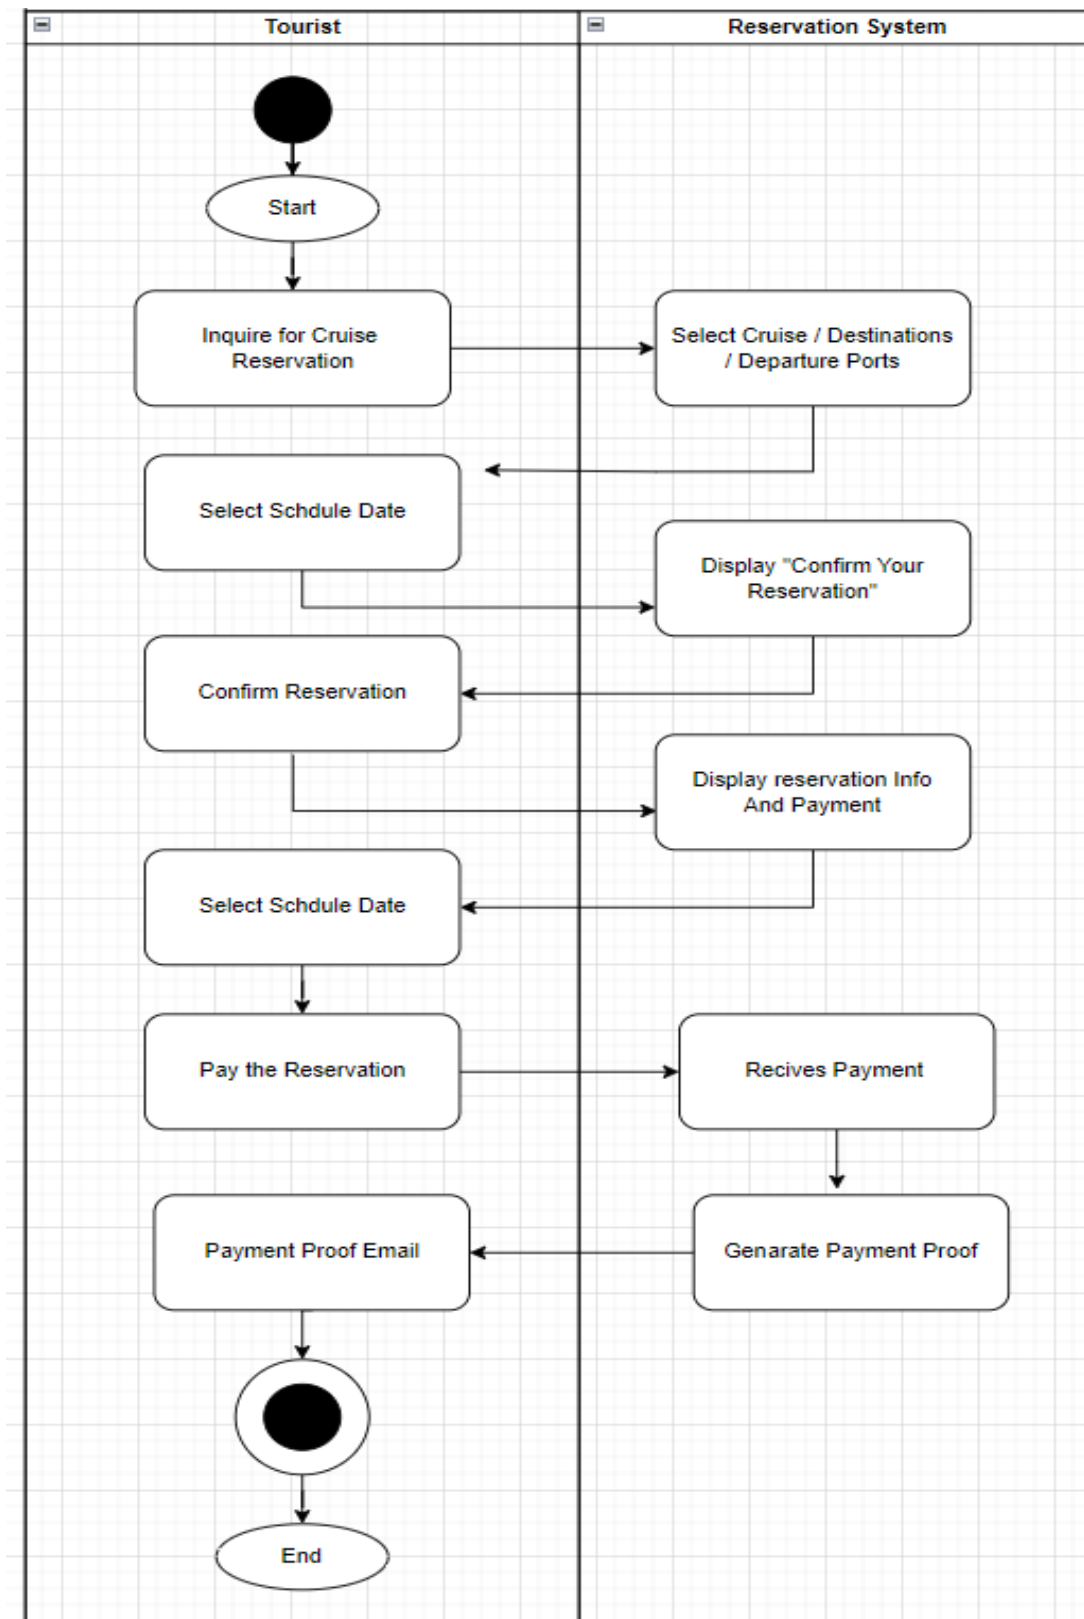 Tourist
Reservation System
Start
Inquire for Cruise
Reservation
Select Cruise / Destinations
/ Departure Ports
Select Schdule Date
Display "Confirm Your
Reservation"
Confirm Reservation
Display reservation Info
And Payment
Select Schdule Date
Pay the Reservation
Recives Payment
Payment Proof Email
Genarate Payment Proof
End